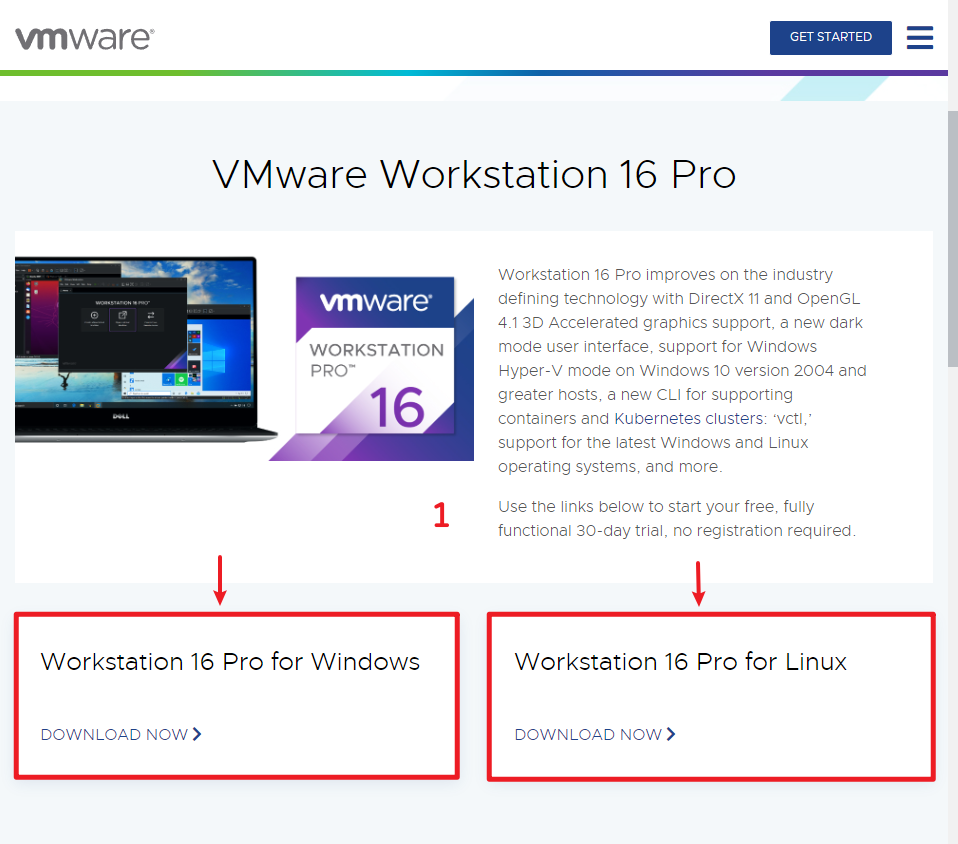 vmware®
GET STARTED
VMware Workstation 16 Pro
WORKSTATION 16 PRO™
DELL
vmware®
WORKSTATION
PRO™
16
Workstation 16 Pro improves on the industry
defining technology with DirectX 11 and OpenGL
4.1 3D Accelerated graphics support, a new dark
mode user interface, support for Windows
Hyper-V mode on Windows 10 version 2004 and
greater hosts, a new CLI for supporting
containers and Kubernetes clusters: ‘vctl,’
support for the latest Windows and Linux
operating systems, and more.
Use the links below to start your free, fully
functional 30-day trial, no registration required.
1
Workstation 16 Pro for Windows
DOWNLOAD NOW
Workstation 16 Pro for Linux
DOWNLOAD NOW